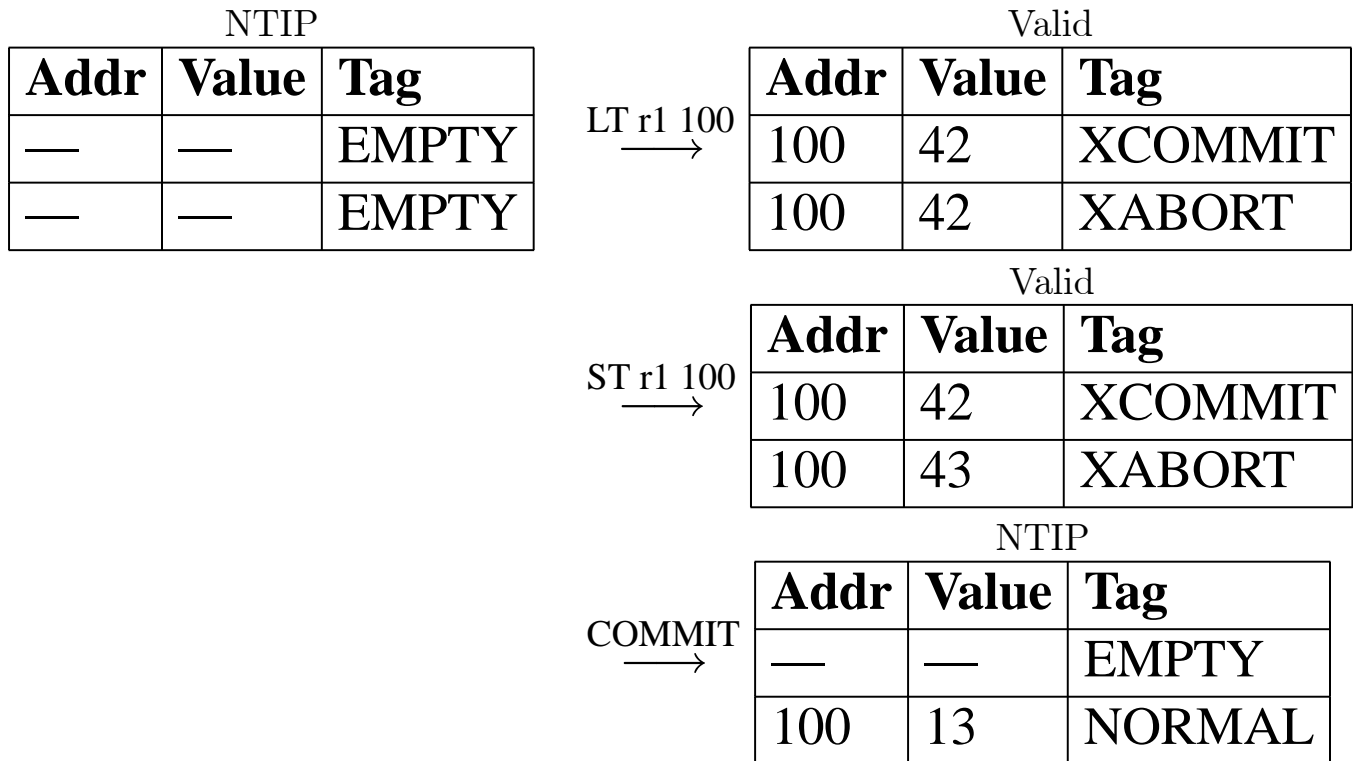 NTIP
Addr Value Tag
— — EMPTY
— — EMPTY
LT r1 100
→
Valid
Addr Value Tag
100 42 XCOMMIT
100 42 XABORT
ST r1 100
→
Valid
Addr Value Tag
100 42 XCOMMIT
100 43 XABORT
COMMIT
→
NTIP
Addr Value Tag
— — EMPTY
100 13 NORMAL